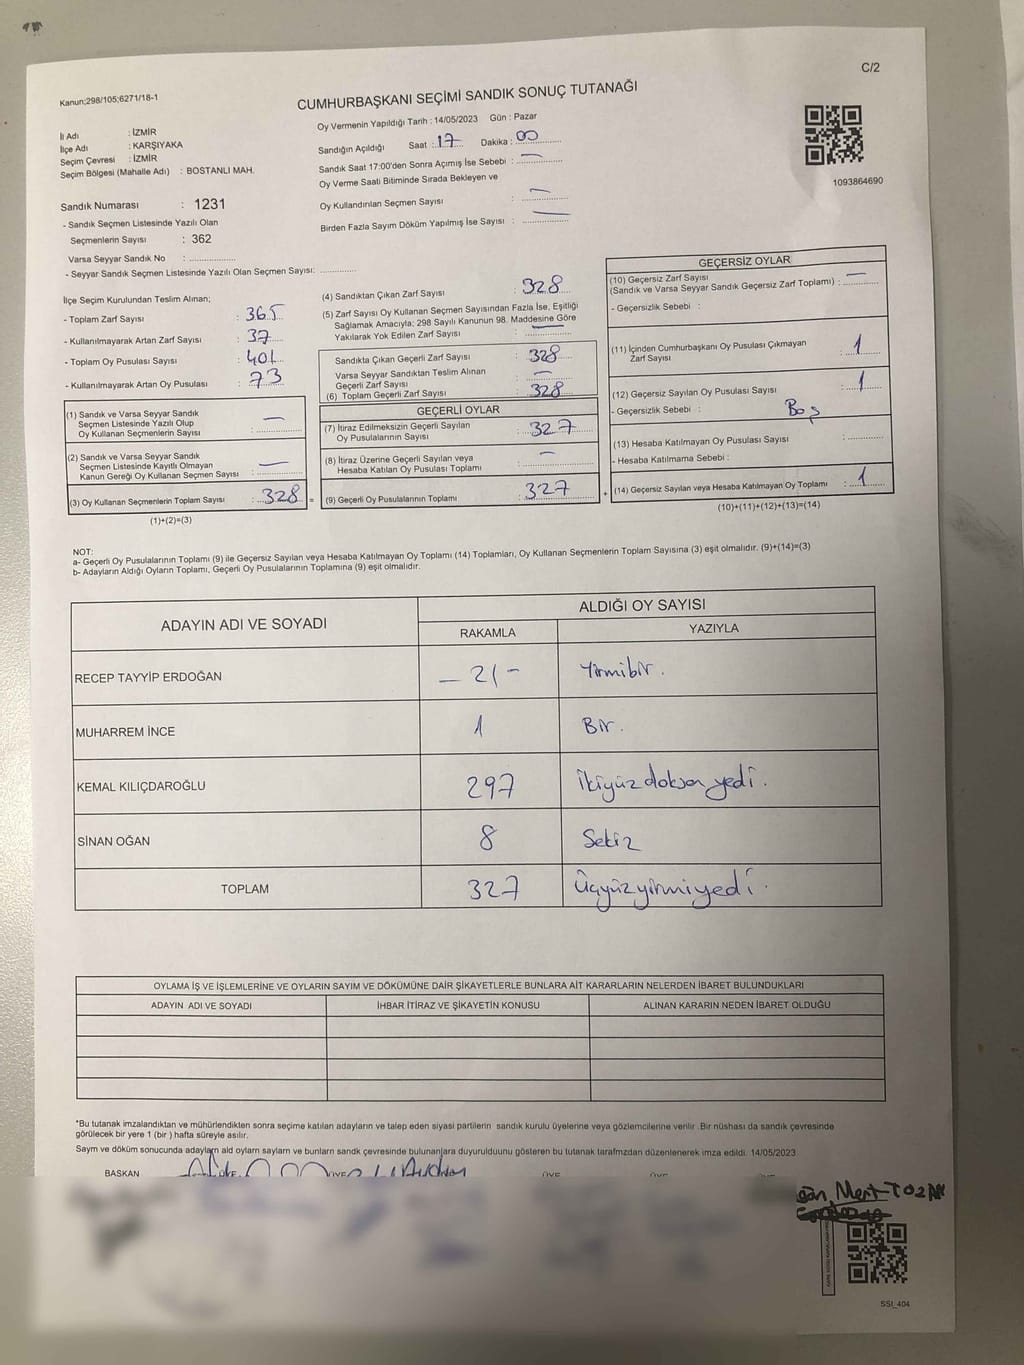 C/2
Kanun;298/105;6271/18-1
CUMHURBAŞKANI SEÇİMİ SANDIK SONUÇ TUTANAĞI
İl Adı : İZMİR
İlçe Adı : KARŞIYAKA
Seçim Çevresi : İZMİR
Seçim Bölgesi (Mahalle Adı) : BOSTANLI MAH.
Sandık Numarası : 1231
- Sandık Seçmen Listesinde Yazılı Olan
Seçmenlerin Sayısı : 362
Varsa Seyyar Sandık No :
- Seyyar Sandık Seçmen Listesinde Yazılı Olan Seçmen Sayısı:
Oy Vermenin Yapıldığı Tarih : 14/05/2023 Gün : Pazar
Sandığın Açıldığı Saat : 17 Dakika : 00
Sandık Saat 17:00'den Sonra Açımış İse Sebebi : —
Oy Verme Saati Bitiminde Sırada Bekleyen ve
Oy Kullandırılan Seçmen Sayısı : —
Birden Fazla Sayım Döküm Yapılmış İse Sayısı : —
1093864690
İlçe Seçim Kurulundan Teslim Alınan;
- Toplam Zarf Sayısı : 365
- Kullanılmayarak Artan Zarf Sayısı : 37
- Toplam Oy Pusulası Sayısı : 401
- Kullanılmayarak Artan Oy Pusulası : 73
(1) Sandık ve Varsa Seyyar Sandık
Seçmen Listesinde Yazılı Olup
Oy Kullanan Seçmenlerin Sayısı : —
(2) Sandık ve Varsa Seyyar Sandık
Seçmen Listesinde Kayıtlı Olmayan
Kanun Gereği Oy Kullanan Seçmen Sayısı : —
(3) Oy Kullanan Seçmenlerin Toplam Sayısı : 328 =
(1)+(2)=(3)
(4) Sandıktan Çıkan Zarf Sayısı : 328
(5) Zarf Sayısı Oy Kullanan Seçmen Sayısından Fazla İse, Eşitliği
Sağlamak Amacıyla; 298 Sayılı Kanunun 98. Maddesine Göre
Yakılarak Yok Edilen Zarf Sayısı : —
Sandıkta Çıkan Geçerli Zarf Sayısı : 328
Varsa Seyyar Sandıktan Teslim Alınan
Geçerli Zarf Sayısı : —
(6) Toplam Geçerli Zarf Sayısı : 328
GEÇERLİ OYLAR
(7) İtiraz Edilmeksizin Geçerli Sayılan
Oy Pusulalarının Sayısı : 327
(8) İtiraz Üzerine Geçerli Sayılan veya
Hesaba Katılan Oy Pusulası Toplamı : —
(9) Geçerli Oy Pusulalarının Toplamı : 327 +
GEÇERSİZ OYLAR
(10) Geçersiz Zarf Sayısı
(Sandık ve Varsa Seyyar Sandık Geçersiz Zarf Toplamı) : —
- Geçersizlik Sebebi :
(11) İçinden Cumhurbaşkanı Oy Pusulası Çıkmayan
Zarf Sayısı : 1
(12) Geçersiz Sayılan Oy Pusulası Sayısı : 1
- Geçersizlik Sebebi : Boş
(13) Hesaba Katılmayan Oy Pusulası Sayısı :
- Hesaba Katılmama Sebebi :
(14) Geçersiz Sayılan veya Hesaba Katılmayan Oy Toplamı : 1
(10)+(11)+(12)+(13)=(14)
NOT:
a- Geçerli Oy Pusulalarının Toplamı (9) ile Geçersiz Sayılan veya Hesaba Katılmayan Oy Toplamı (14) Toplamları, Oy Kullanan Seçmenlerin Toplam Sayısına (3) eşit olmalıdır. (9)+(14)=(3)
b- Adayların Aldığı Oyların Toplamı, Geçerli Oy Pusulalarının Toplamına (9) eşit olmalıdır.
ADAYIN ADI VE SOYADI ALDIĞI OY SAYISI
RAKAMLA YAZIYLA
RECEP TAYYİP ERDOĞAN – 21 – Yirmibir.
MUHARREM İNCE 1 Bir.
KEMAL KILIÇDAROĞLU 297 İkiyüz doksan yedi.
SİNAN OĞAN 8 Sekiz
TOPLAM 327 Üçyüzyirmiyedi.
OYLAMA İŞ VE İŞLEMLERİNE VE OYLARIN SAYIM VE DÖKÜMÜNE DAİR ŞİKAYETLERLE BUNLARA AİT KARARLARIN NELERDEN İBARET BULUNDUKLARI
ADAYIN ADI VE SOYADI İHBAR İTİRAZ VE ŞİKAYETİN KONUSU ALINAN KARARIN NEDEN İBARET OLDUĞU
*Bu tutanak imzalandıktan ve mühürlendikten sonra seçime katılan adayların ve talep eden siyasi partilerin sandık kurulu üyelerine veya gözlemcilerine verilir .Bir nüshası da sandık çevresinde
görülecek bir yere 1 (bir ) hafta süreyle asılır.
Sayım ve döküm sonucunda adayların ald oyların sayların ve bunların sandık çevresinde bulunanlara duyurulduunu gösteren bu tutanak tarafmzdan düzenlenerek imza edildi. 14/05/2023
BAŞKAN ÜYE ÜYE ÜYE
Mert TOZAN
SSI_404